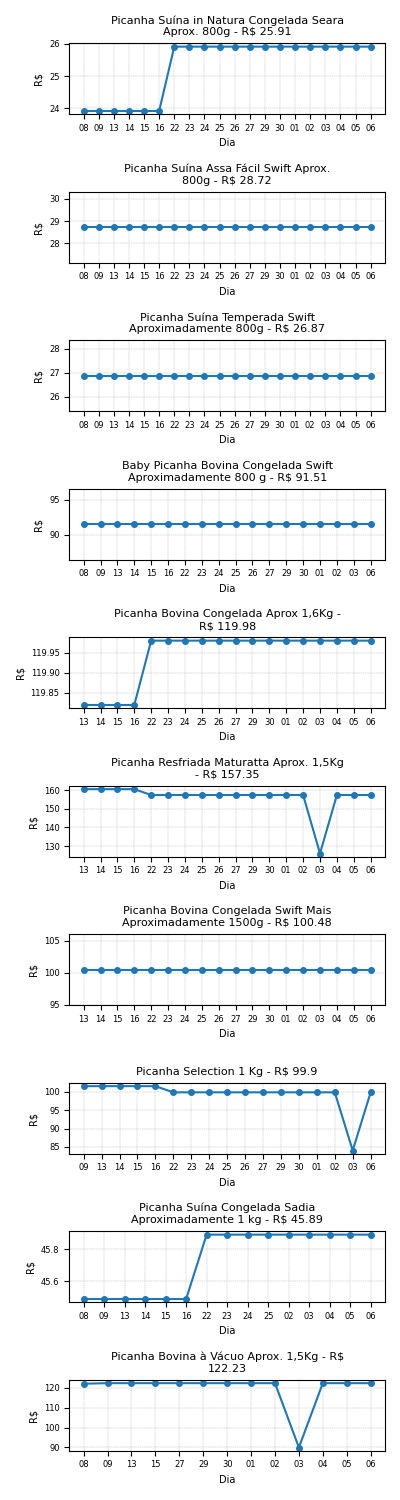 Picanha Suína in Natura Congelada Seara
Aprox. 800g - R$ 25.91
26
25
24
R$
08 09 13 14 15 16 22 23 24 25 26 27 29 30 01 02 03 04 05 06
Dia
Picanha Suína Assa Fácil Swift Aprox.
800g - R$ 28.72
30
29
28
R$
08 09 13 14 15 16 22 23 24 25 26 27 29 30 01 02 03 04 05 06
Dia
Picanha Suína Temperada Swift
Aproximadamente 800g - R$ 26.87
28
27
26
R$
08 09 13 14 15 16 22 23 24 25 26 27 29 30 01 02 03 04 05 06
Dia
Baby Picanha Bovina Congelada Swift
Aproximadamente 800 g - R$ 91.51
95
90
R$
08 09 13 14 15 16 22 23 24 25 26 27 29 30 01 02 03 06
Dia
Picanha Bovina Congelada Aprox 1,6Kg -
R$ 119.98
119.95
119.90
119.85
R$
13 14 15 16 22 23 24 25 26 27 29 30 01 02 03 04 05 06
Dia
Picanha Resfriada Maturatta Aprox. 1,5Kg
- R$ 157.35
160
150
140
130
R$
13 14 15 16 22 23 24 25 26 27 29 30 01 02 03 04 05 06
Dia
Picanha Bovina Congelada Swift Mais
Aproximadamente 1500g - R$ 100.48
105
100
95
R$
13 14 15 16 22 23 24 25 26 27 29 30 01 02 03 04 05 06
Dia
Picanha Selection 1 Kg - R$ 99.9
100
95
90
85
R$
09 13 14 15 16 22 23 24 25 26 27 29 30 01 02 03 06
Dia
Picanha Suína Congelada Sadia
Aproximadamente 1 kg - R$ 45.89
45.8
45.6
R$
08 09 13 14 15 16 22 23 24 25 02 03 04 05 06
Dia
Picanha Bovina à Vácuo Aprox. 1,5Kg - R$
122.23
120
110
100
90
R$
08 09 13 15 27 29 30 01 02 03 04 05 06
Dia